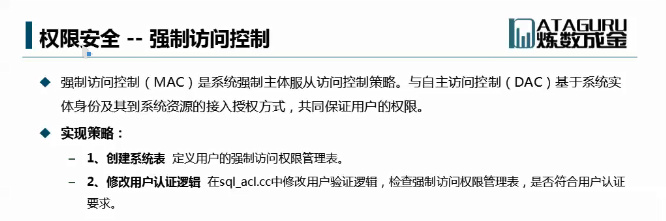 权限安全 -- 强制访问控制
DATAGURU
炼数成金
强制访问控制（MAC）是系统强制主体服从访问控制策略。与自主访问控制（DAC）基于系统实
体身份及其到系统资源的接入授权方式，共同保证用户的权限。
实现策略：
– 1、创建系统表 定义用户的强制访问权限管理表。
– 2、修改用户认证逻辑 在sql_acl.cc中修改用户验证逻辑，检查强制访问权限管理表，是否符合用户认证
要求。